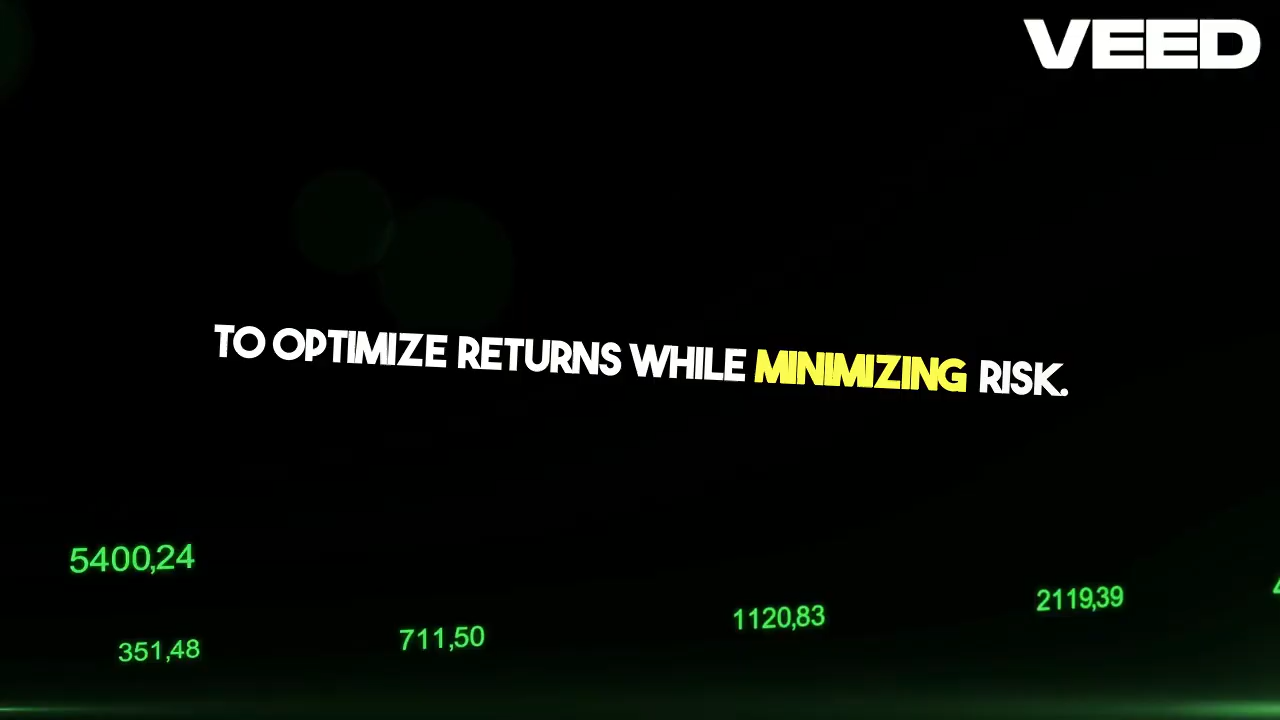 VEED
TO OPTIMIZE RETURNS WHILE MINIMIZING RISK.
5400,24
2119,39
1120,83
711,50
351,48